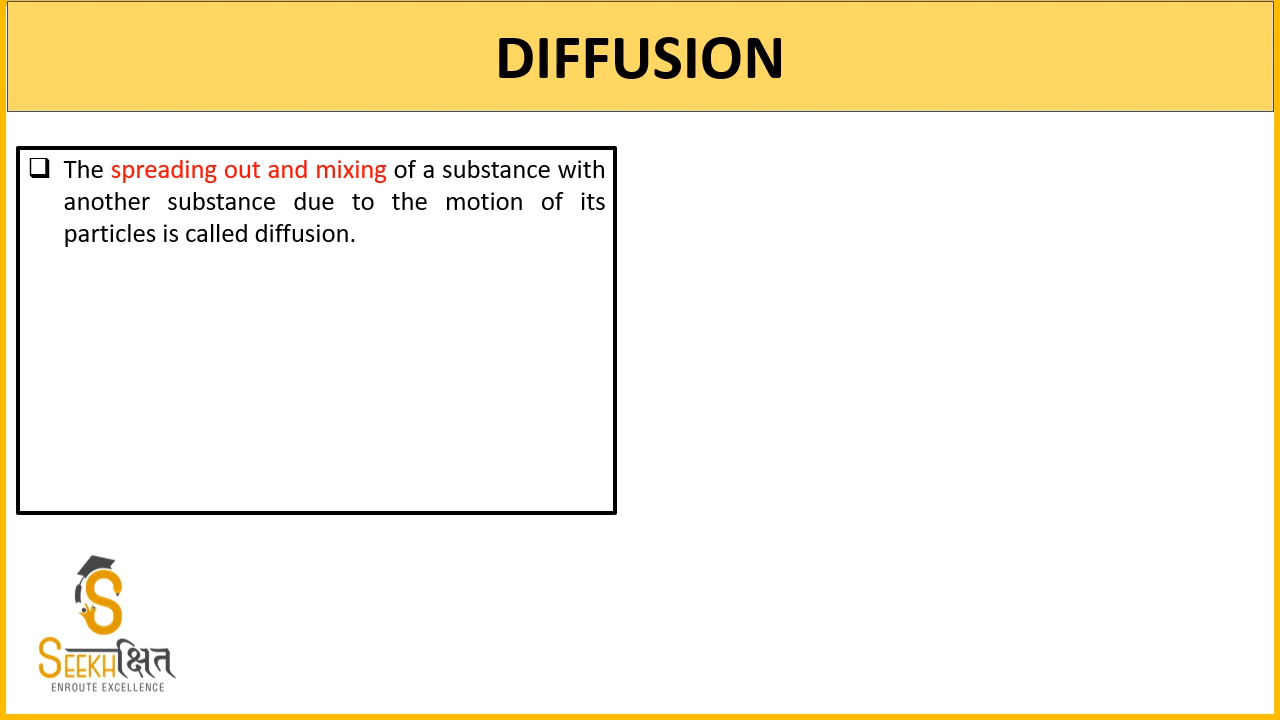 DIFFUSION
The spreading out and mixing of a substance with
another substance due to the motion of its
particles is called diffusion.
S
SEEKHक्षित
ENROUTE EXCELLENCE